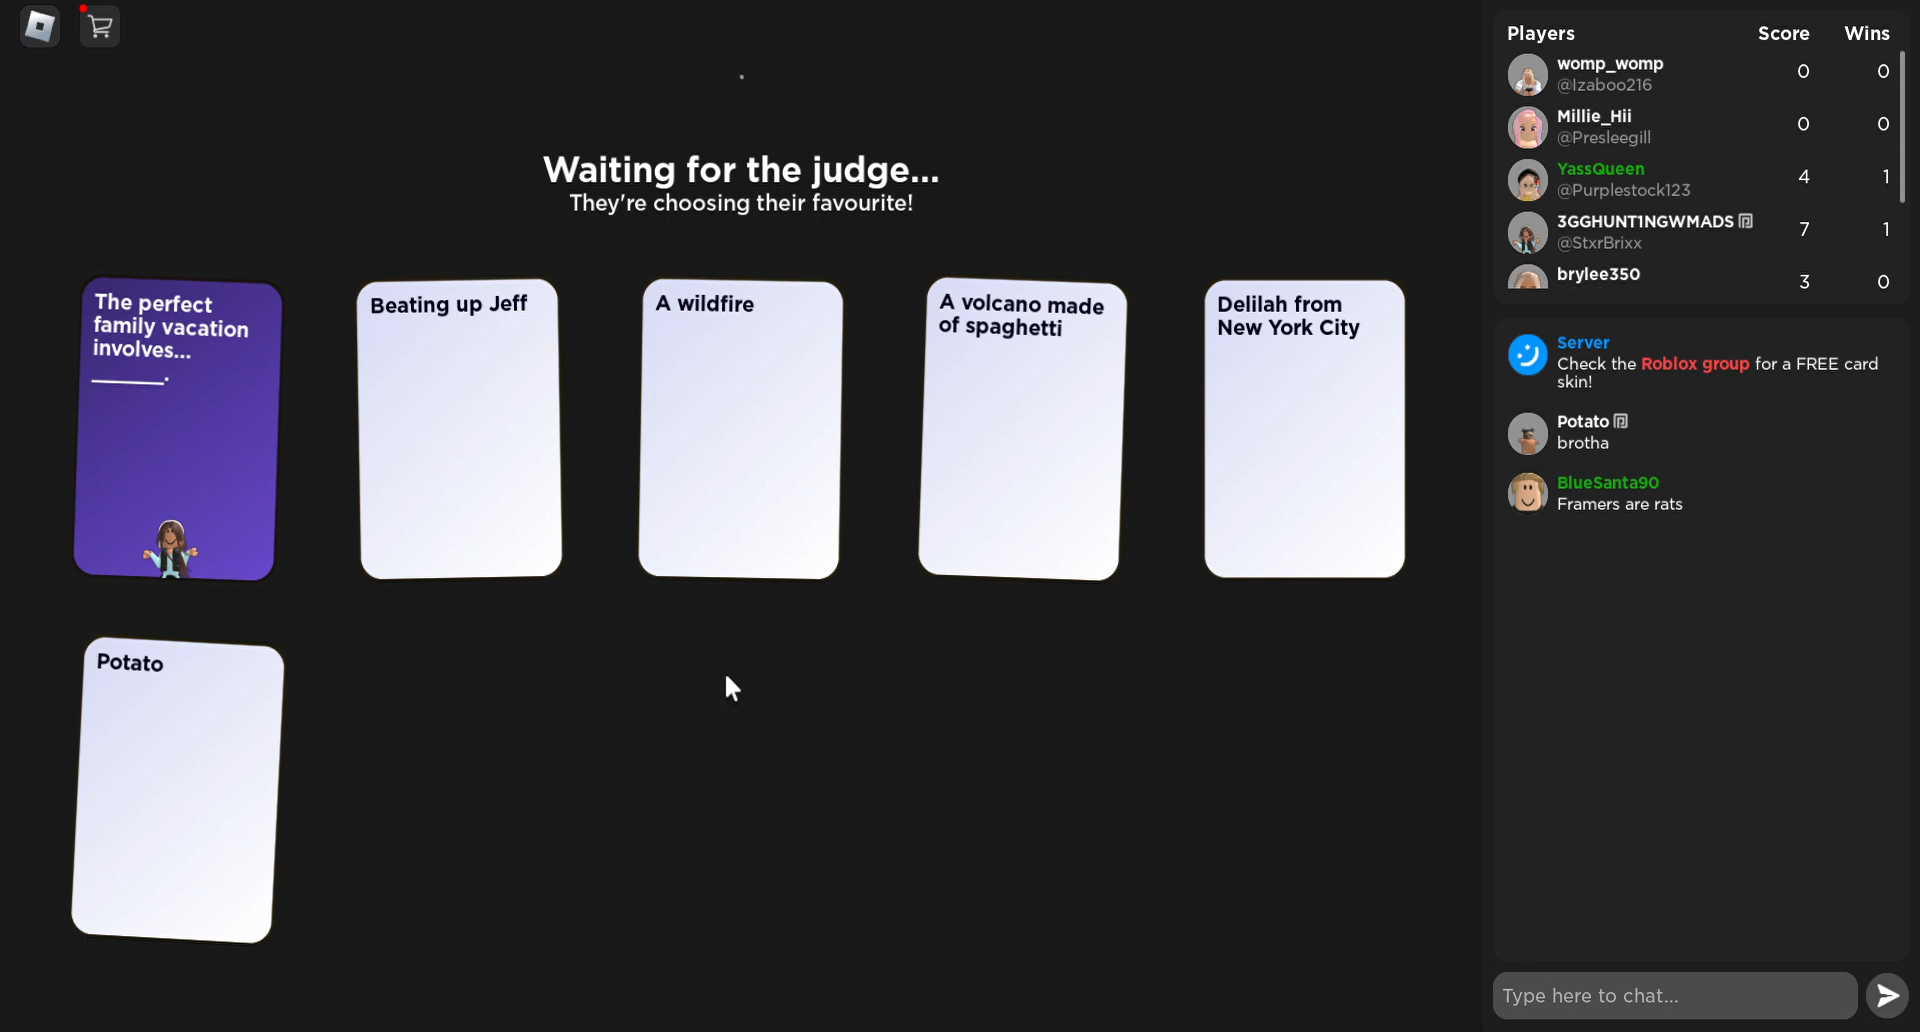 Waiting for the judge...
They're choosing their favourite!
The perfect
family vacation
involves...
______.
Beating up Jeff
A wildfire
A volcano made
of spaghetti
Delilah from
New York City
Potato
Players Score Wins
womp_womp
@Izaboo216
0 0
Millie_Hii
@Presleegill
0 0
YassQueen
@Purplestock123
4 1
3GGHUNT1NGWMADS
@StxrBrixx
7 1
brylee350
3 0
Server
Check the Roblox group for a FREE card
skin!
Potato
brotha
BlueSanta90
Framers are rats
Type here to chat...